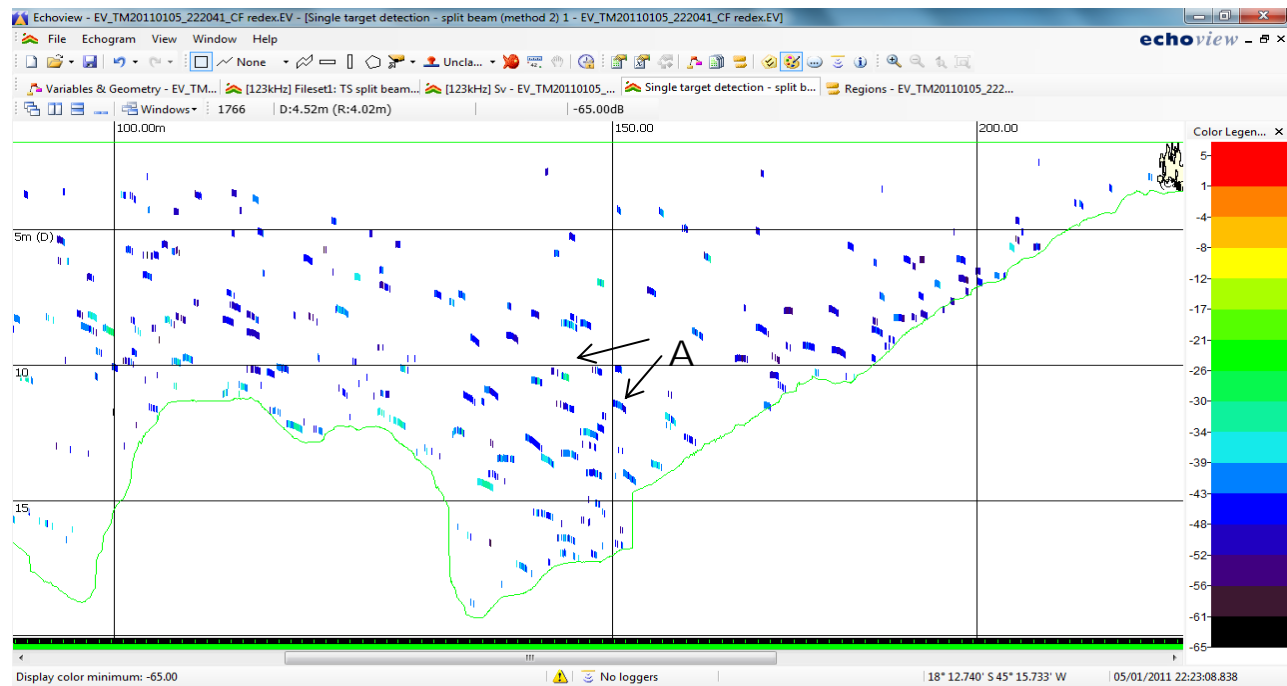 Echoview - EV_TM20110105_222041_CF redex.EV - [Single target detection - split beam (method 2) 1 - EV_TM20110105_222041_CF redex.EV]
File Echogram View Window Help
echoview
None Uncla...
Variables & Geometry - EV_TM... [123kHz] Fileset1: TS split beam... [123kHz] Sv - EV_TM20110105_... Single target detection - split b... Regions - EV_TM20110105_222...
Windows 1766 D:4.52m (R:4.02m) -65.00dB
100.00m 150.00 200.00 Color Legen...
5
1
-4
5m (D)
-8
-12
-17
-21
A
10
-26
-30
-34
-39
-43
15
-48
-52
-56
-61
-65
Display color minimum: -65.00 No loggers 18° 12.740' S 45° 15.733' W 05/01/2011 22:23:08.838